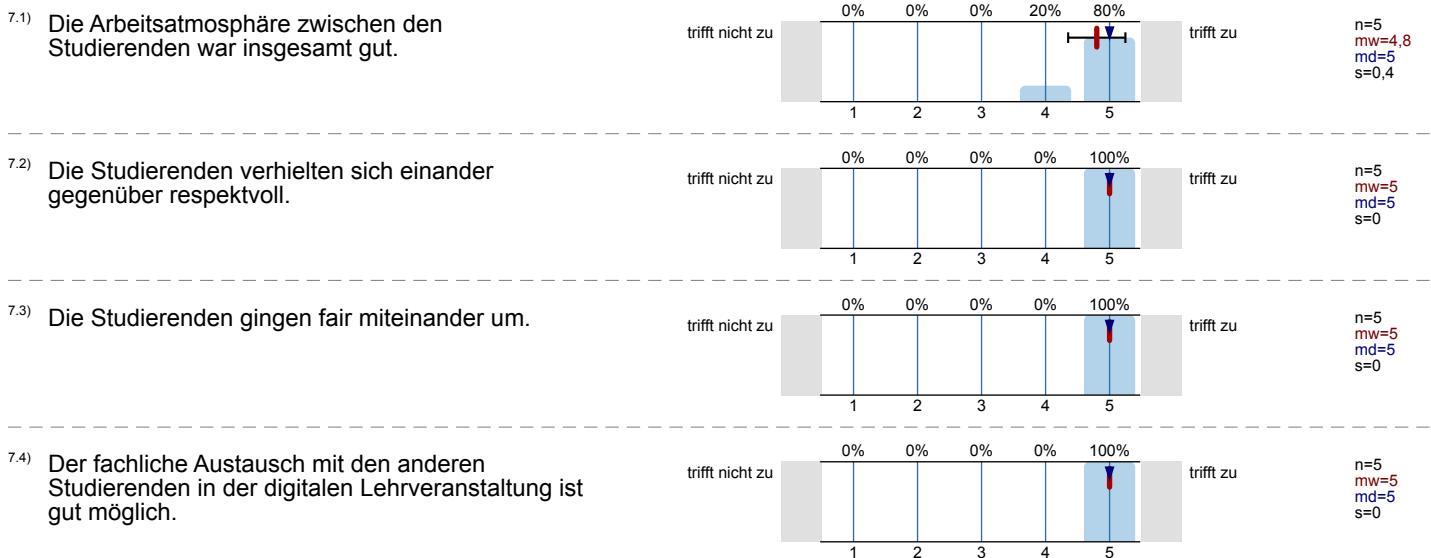 0% 0% 0% 20% 80%
7.1) Die Arbeitsatmosphäre zwischen den
Studierenden war insgesamt gut.
trifft nicht zu
trifft zu
n=5
mw=4,8
md=5
s=0,4
1 2 3 4 5
0% 0% 0% 0% 100%
7.2) Die Studierenden verhielten sich einander
gegenüber respektvoll.
trifft nicht zu
trifft zu
n=5
mw=5
md=5
s=0
1 2 3 4 5
0% 0% 0% 0% 100%
7.3) Die Studierenden gingen fair miteinander um.
trifft nicht zu
trifft zu
n=5
mw=5
md=5
s=0
1 2 3 4 5
0% 0% 0% 0% 100%
7.4) Der fachliche Austausch mit den anderen
Studierenden in der digitalen Lehrveranstaltung ist
gut möglich.
trifft nicht zu
trifft zu
n=5
mw=5
md=5
s=0
1 2 3 4 5